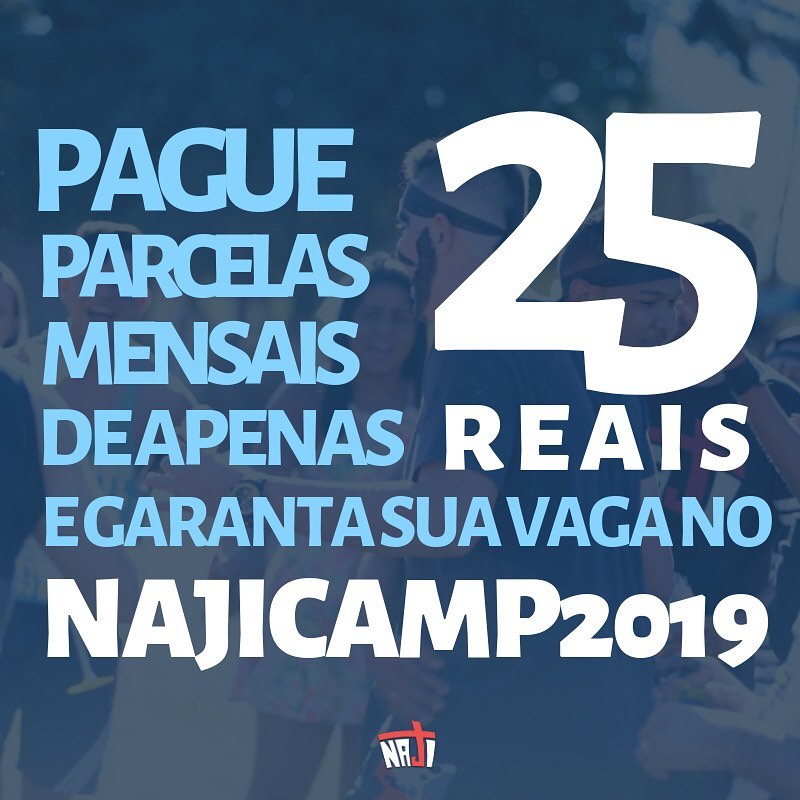 PAGUE
PARCELAS
MENSAIS
DE APENAS
25
REAIS
E GARANTA SUA VAGA NO
NAJICAMP2019
NAJI